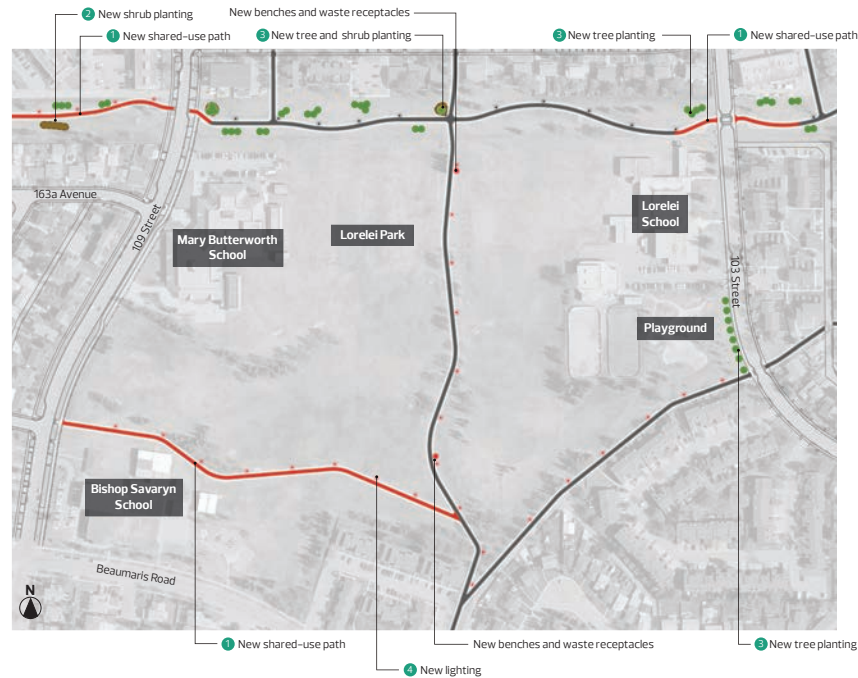 2 New shrub planting
New benches and waste receptacles
1 New shared-use path
3 New tree and shrub planting
3 New tree planting
1 New shared-use path
163a Avenue
109 Street
Mary Butterworth
School
Lorelei Park
Lorelei
School
103 Street
Playground
Bishop Savaryn
School
Beaumaris Road
N
1 New shared-use path
New benches and waste receptacles
3 New tree planting
4 New lighting